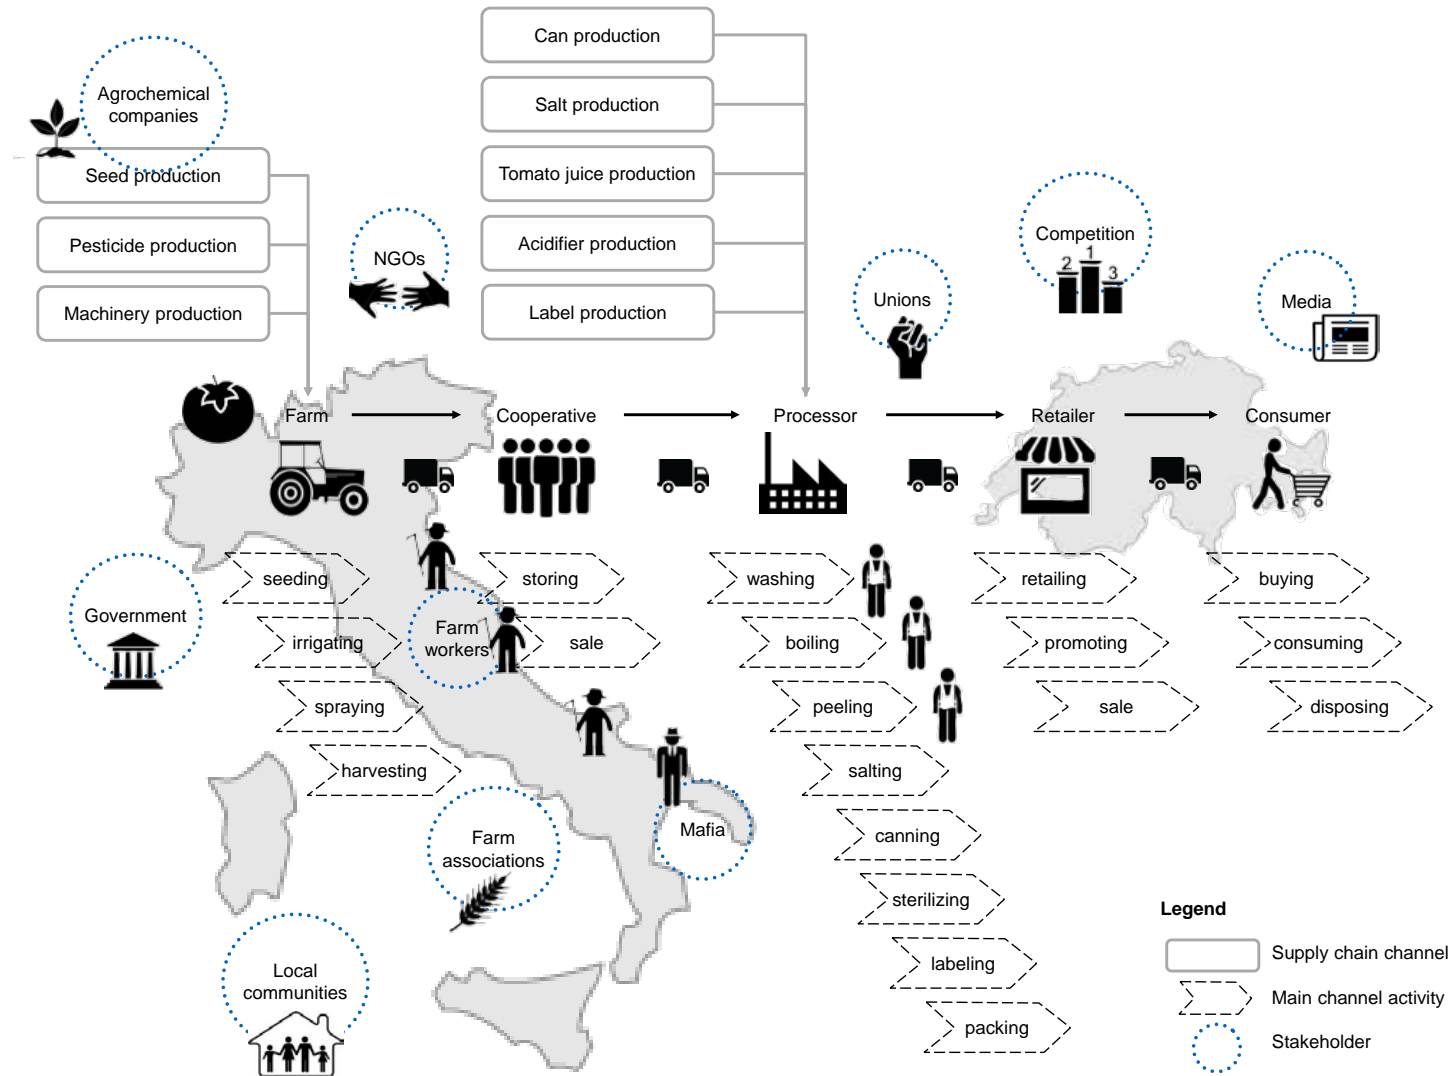 Can production
Salt production
Tomato juice production
Acidifier production
Label production
Agrochemical
companies
Seed production
Pesticide production
Machinery production
NGOs
Unions
Competition
2 1 3
Media
Farm
Cooperative
Processor
Retailer
Consumer
seeding
irrigating
spraying
harvesting
storing
sale
washing
boiling
peeling
salting
canning
sterilizing
labeling
packing
retailing
promoting
sale
buying
consuming
disposing
Government
Farm
workers
Farm
associations
Mafia
Local
communities
Legend
Supply chain channel
Main channel activity
Stakeholder